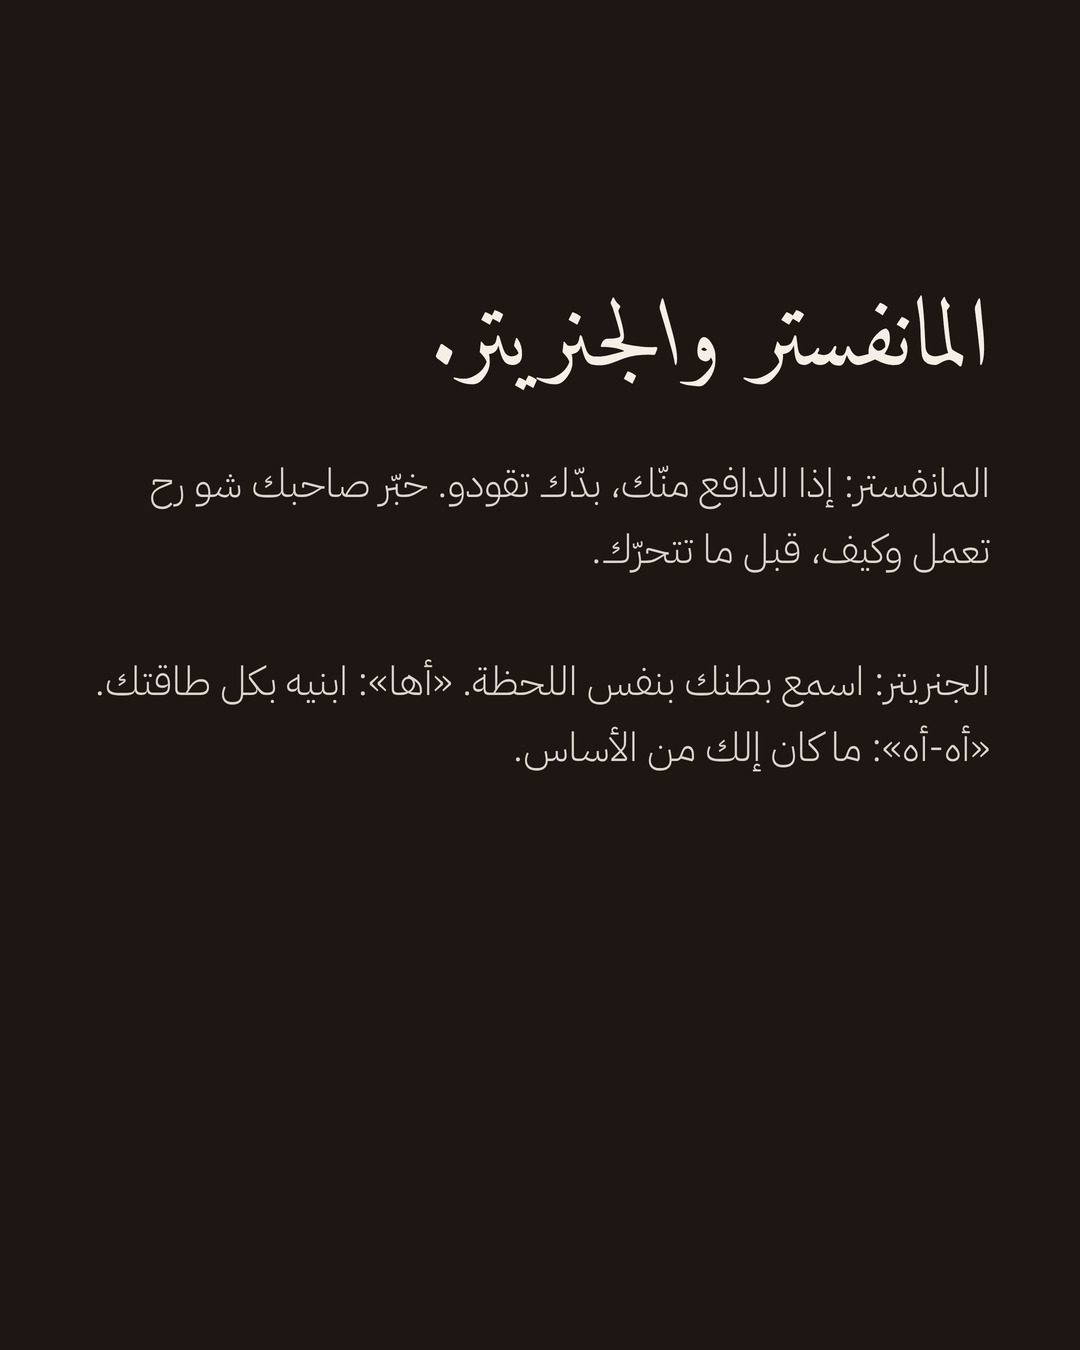 المانفستر والجنريتر.
المانفستر: إذا الدافع منّك، بدّك تقودو. خبّر صاحبك شو رح
تعمل وكيف، قبل ما تتحرّك.
الجنريتر: اسمع بطنك بنفس اللحظة. «أها»: ابنيه بكل طاقتك.
«أه-أه»: ما كان إلك من الأساس.